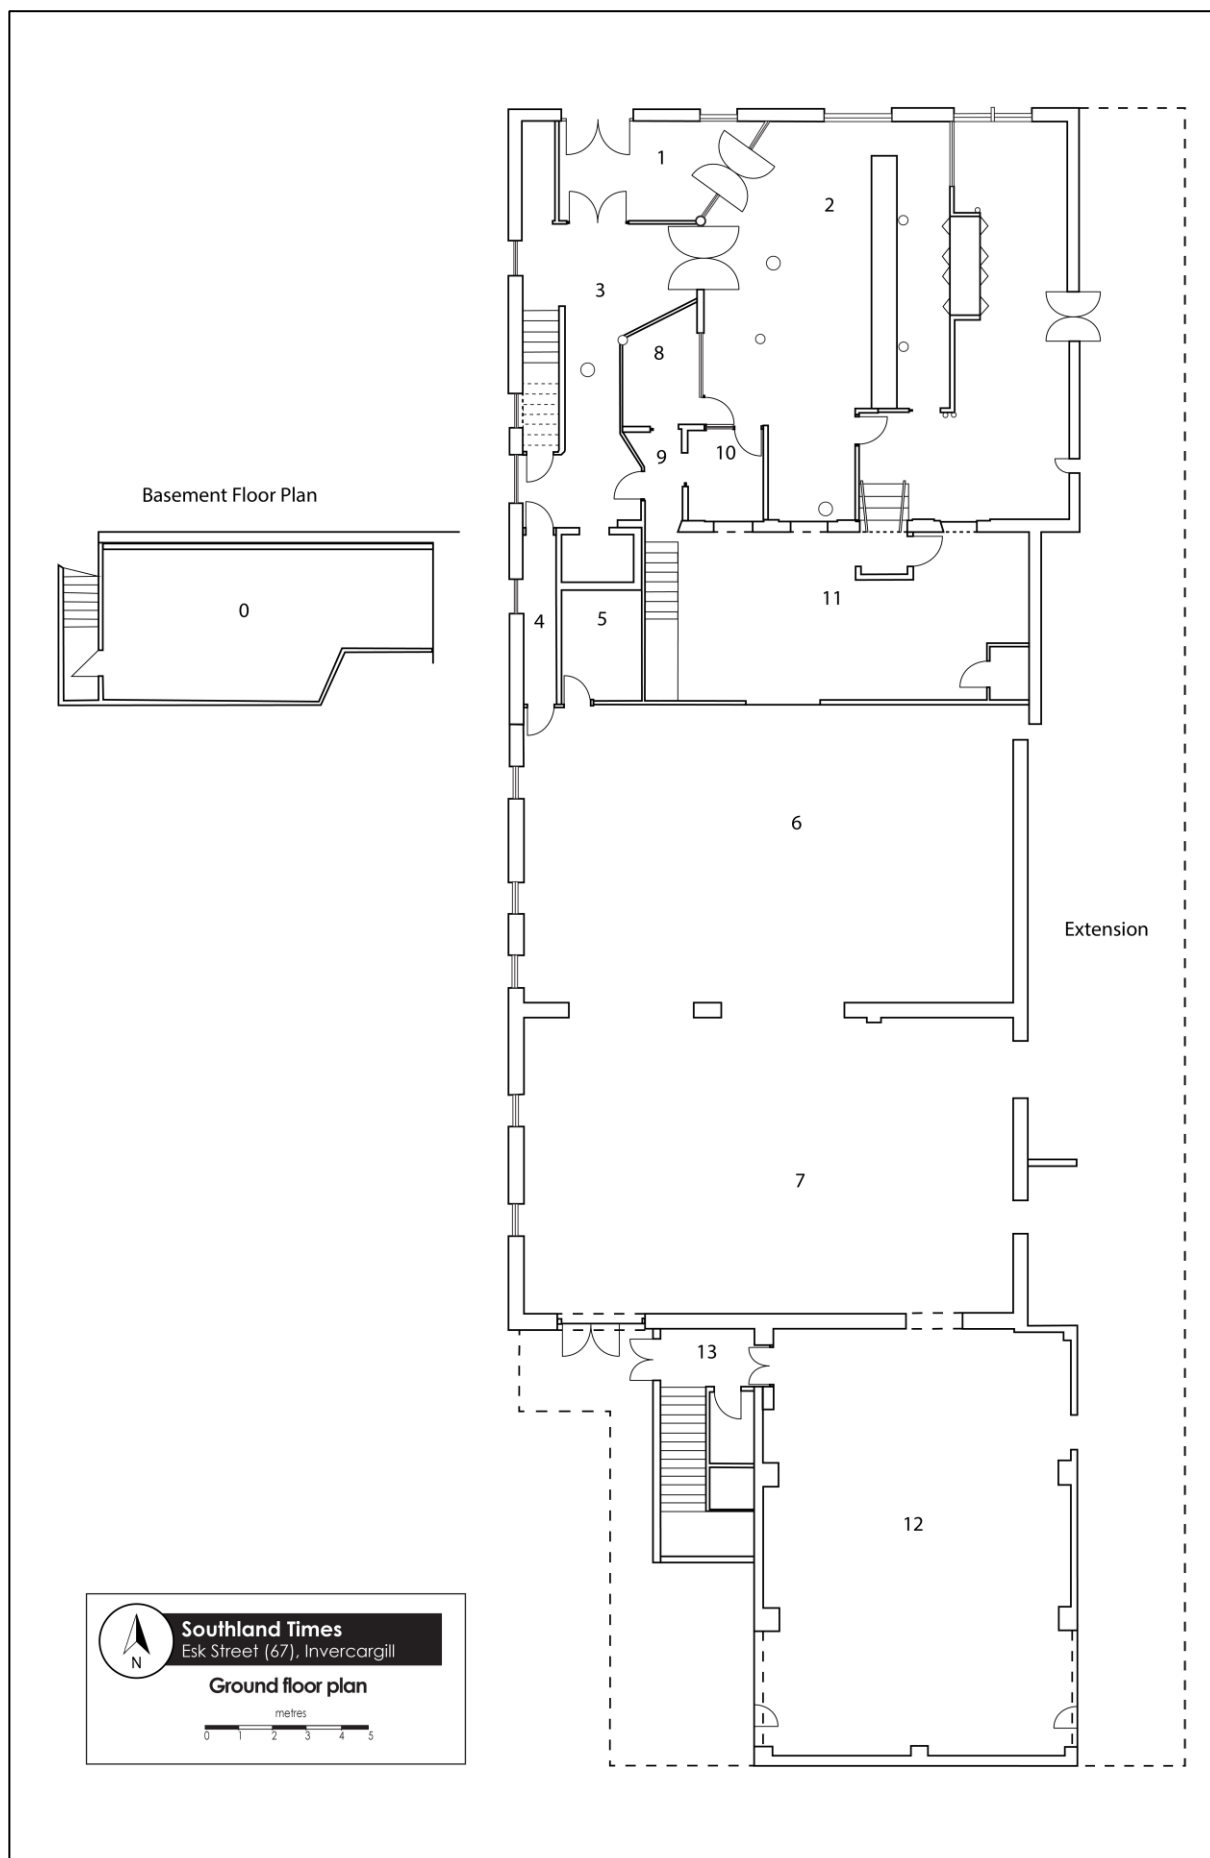 1
2
3
8
9
10
Basement Floor Plan
0
4
5
11
6
Extension
7
13
12
N
Southland Times
Esk Street (67), Invercargill
Ground floor plan
metres
0 1 2 3 4 5